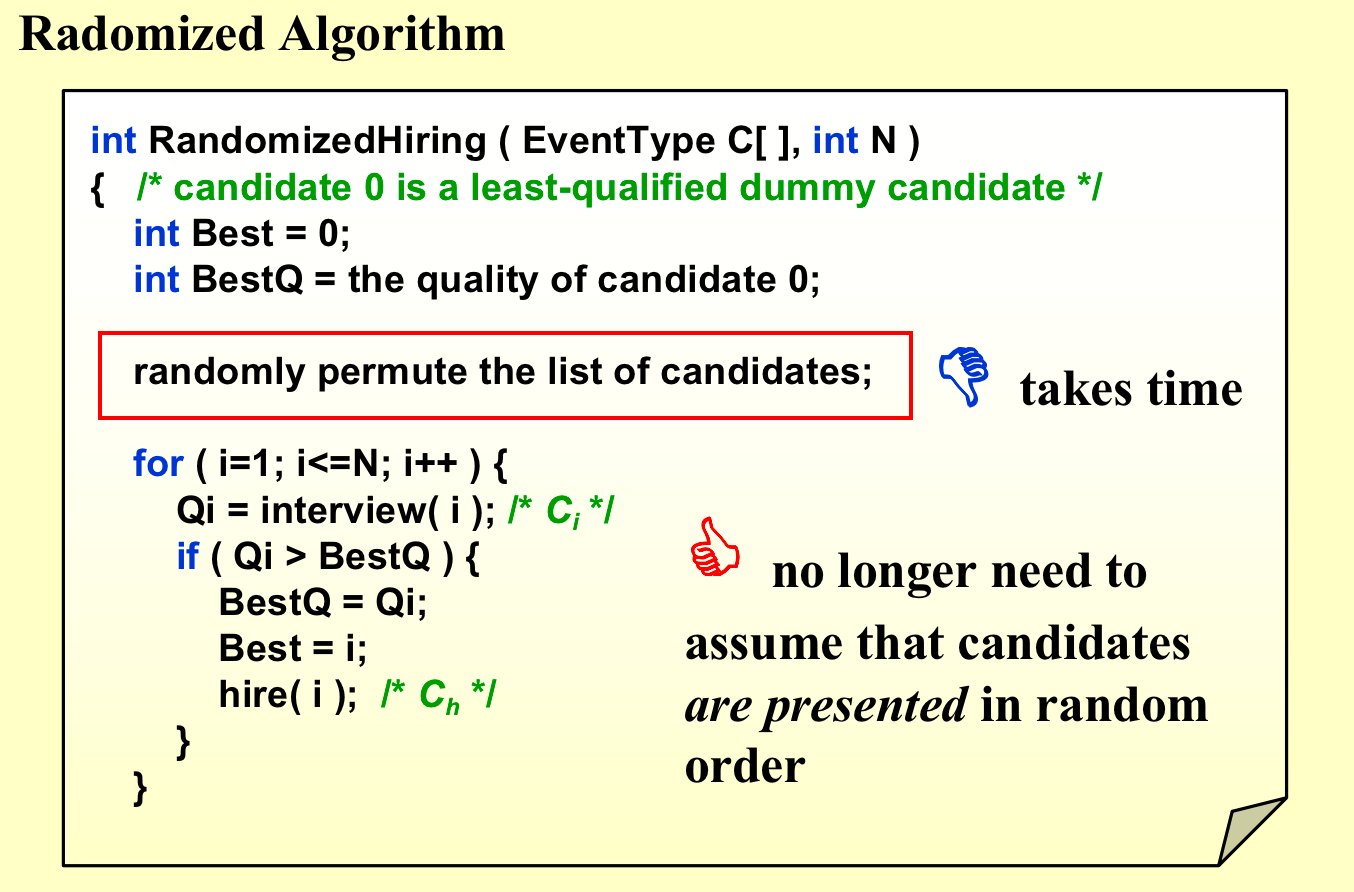 Radomized Algorithm
int RandomizedHiring ( EventType C[ ], int N )
{ /* candidate 0 is a least-qualified dummy candidate */
int Best = 0;
int BestQ = the quality of candidate 0;
randomly permute the list of candidates;
takes time
for ( i=1; i<=N; i++ ) {
Qi = interview( i ); /* Ci */
if ( Qi > BestQ ) {
BestQ = Qi;
Best = i;
hire( i ); /* Ch */
}
}
no longer need to
assume that candidates
are presented in random
order